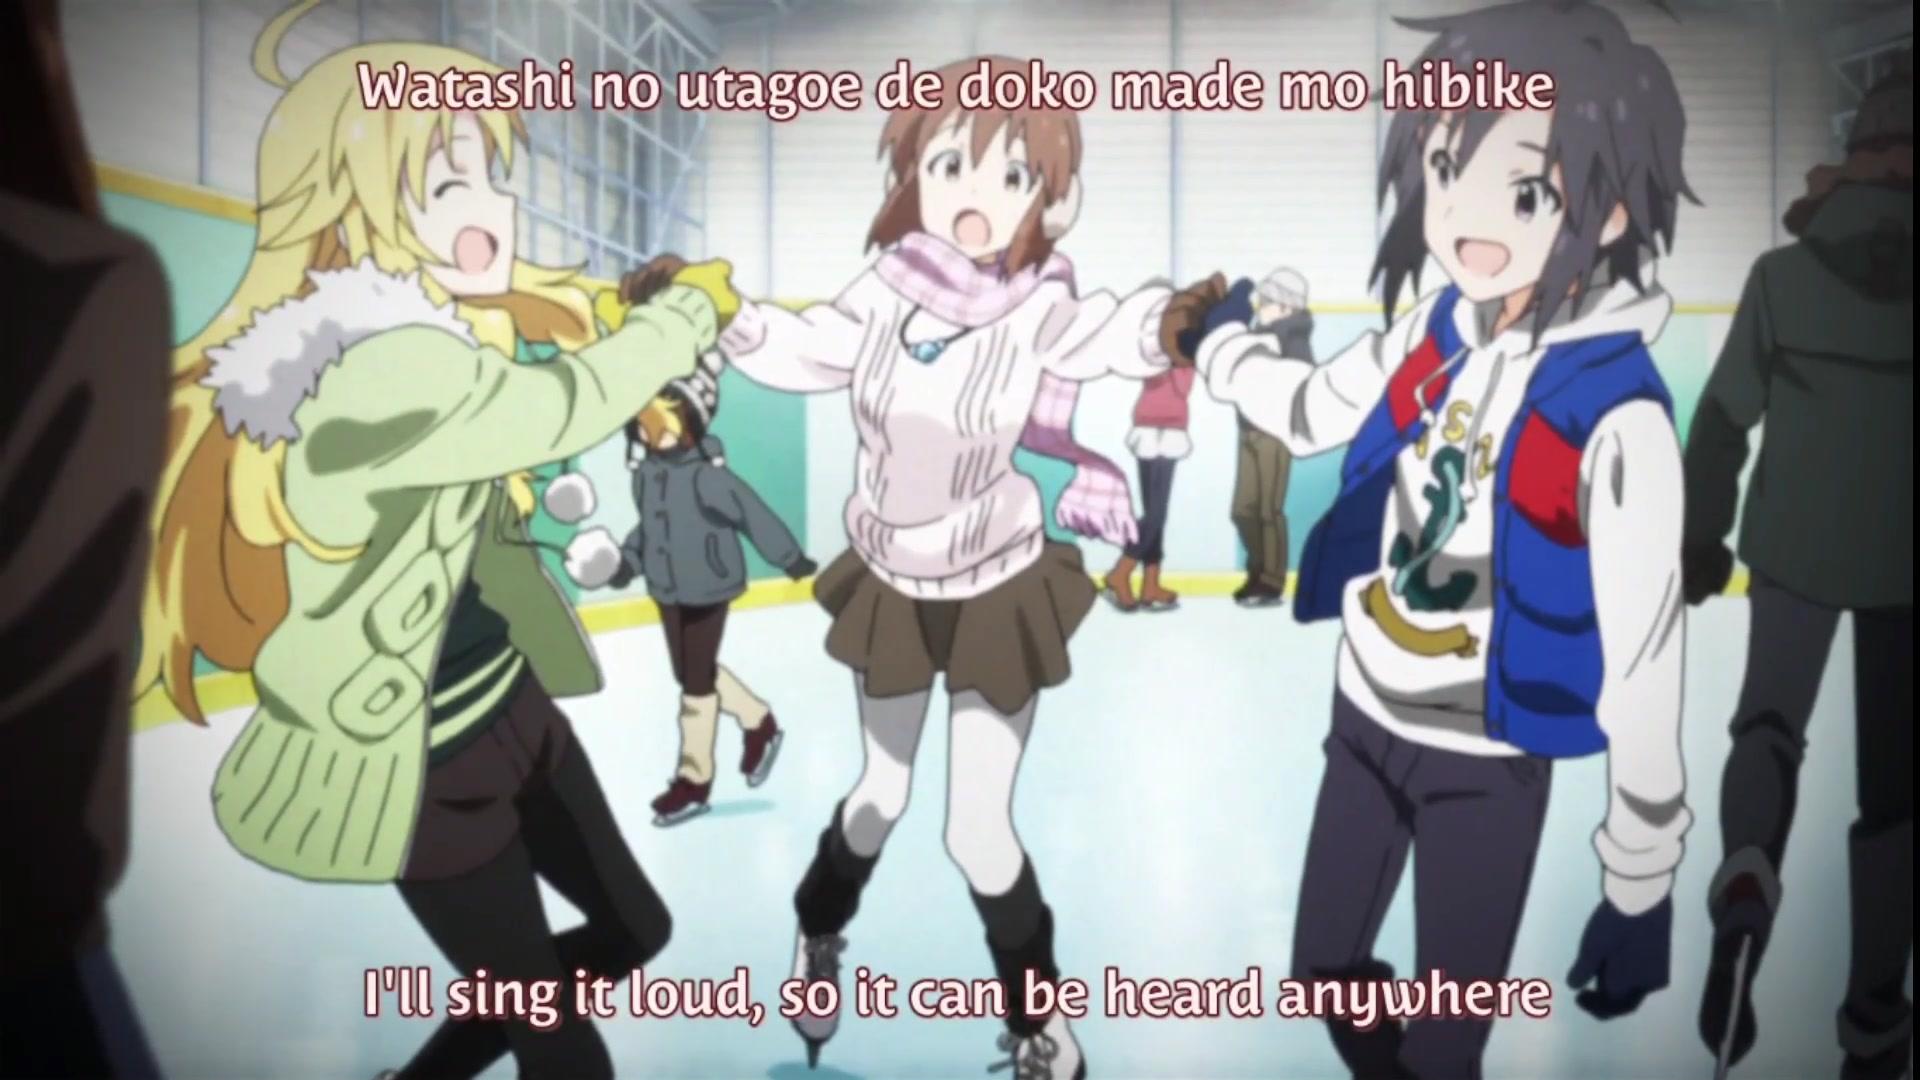 Watashi no utagoe de doko made mo hibike
I'll sing it loud, so it can be heard anywhere